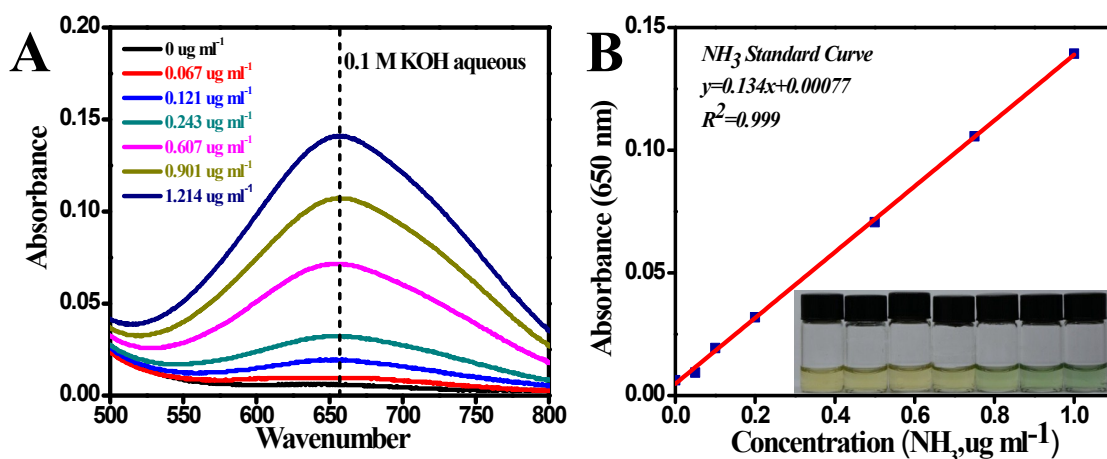 A
0.20
0.15
0.10
0.05
0.00
Absorbance
0 ug ml⁻¹
0.067 ug ml⁻¹
0.121 ug ml⁻¹
0.243 ug ml⁻¹
0.607 ug ml⁻¹
0.901 ug ml⁻¹
1.214 ug ml⁻¹
0.1 M KOH aqueous
500 550 600 650 700 750 800
Wavenumber
B
0.15
0.10
0.05
0.00
Absorbance (650 nm)
NH₃ Standard Curve
y=0.134x+0.00077
R²=0.999
0.0 0.2 0.4 0.6 0.8 1.0
Concentration (NH₃,ug ml⁻¹)